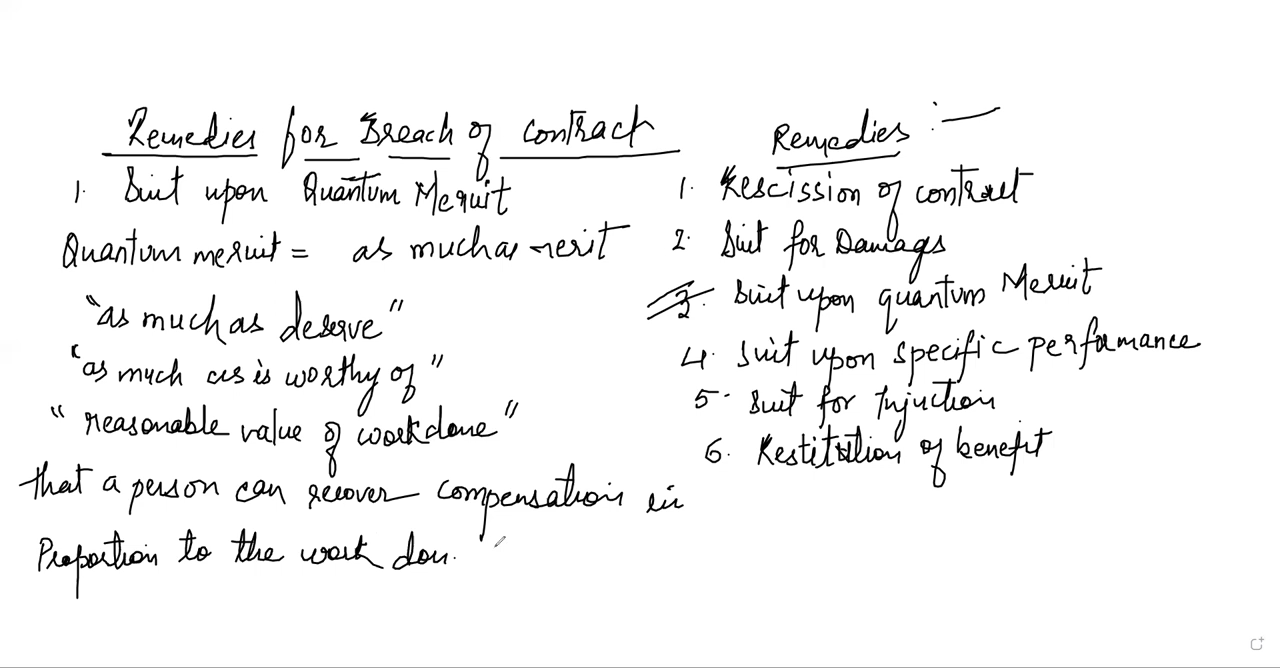 Remedies for Breach of contract
1. Suit upon Quantum Meruit
Quantum meruit = as much as merit
"as much as deserve"
"as much as is worthy of"
"reasonable value of work done"
that a person can recover compensation in
Proportion to the work don.
Remedies :-
1. Rescission of contract
2. Suit for Damags
3. Suit upon quantum Meruit
4. Suit upon specific performance
5. Suit for Injuction
6. Restitution of benefit